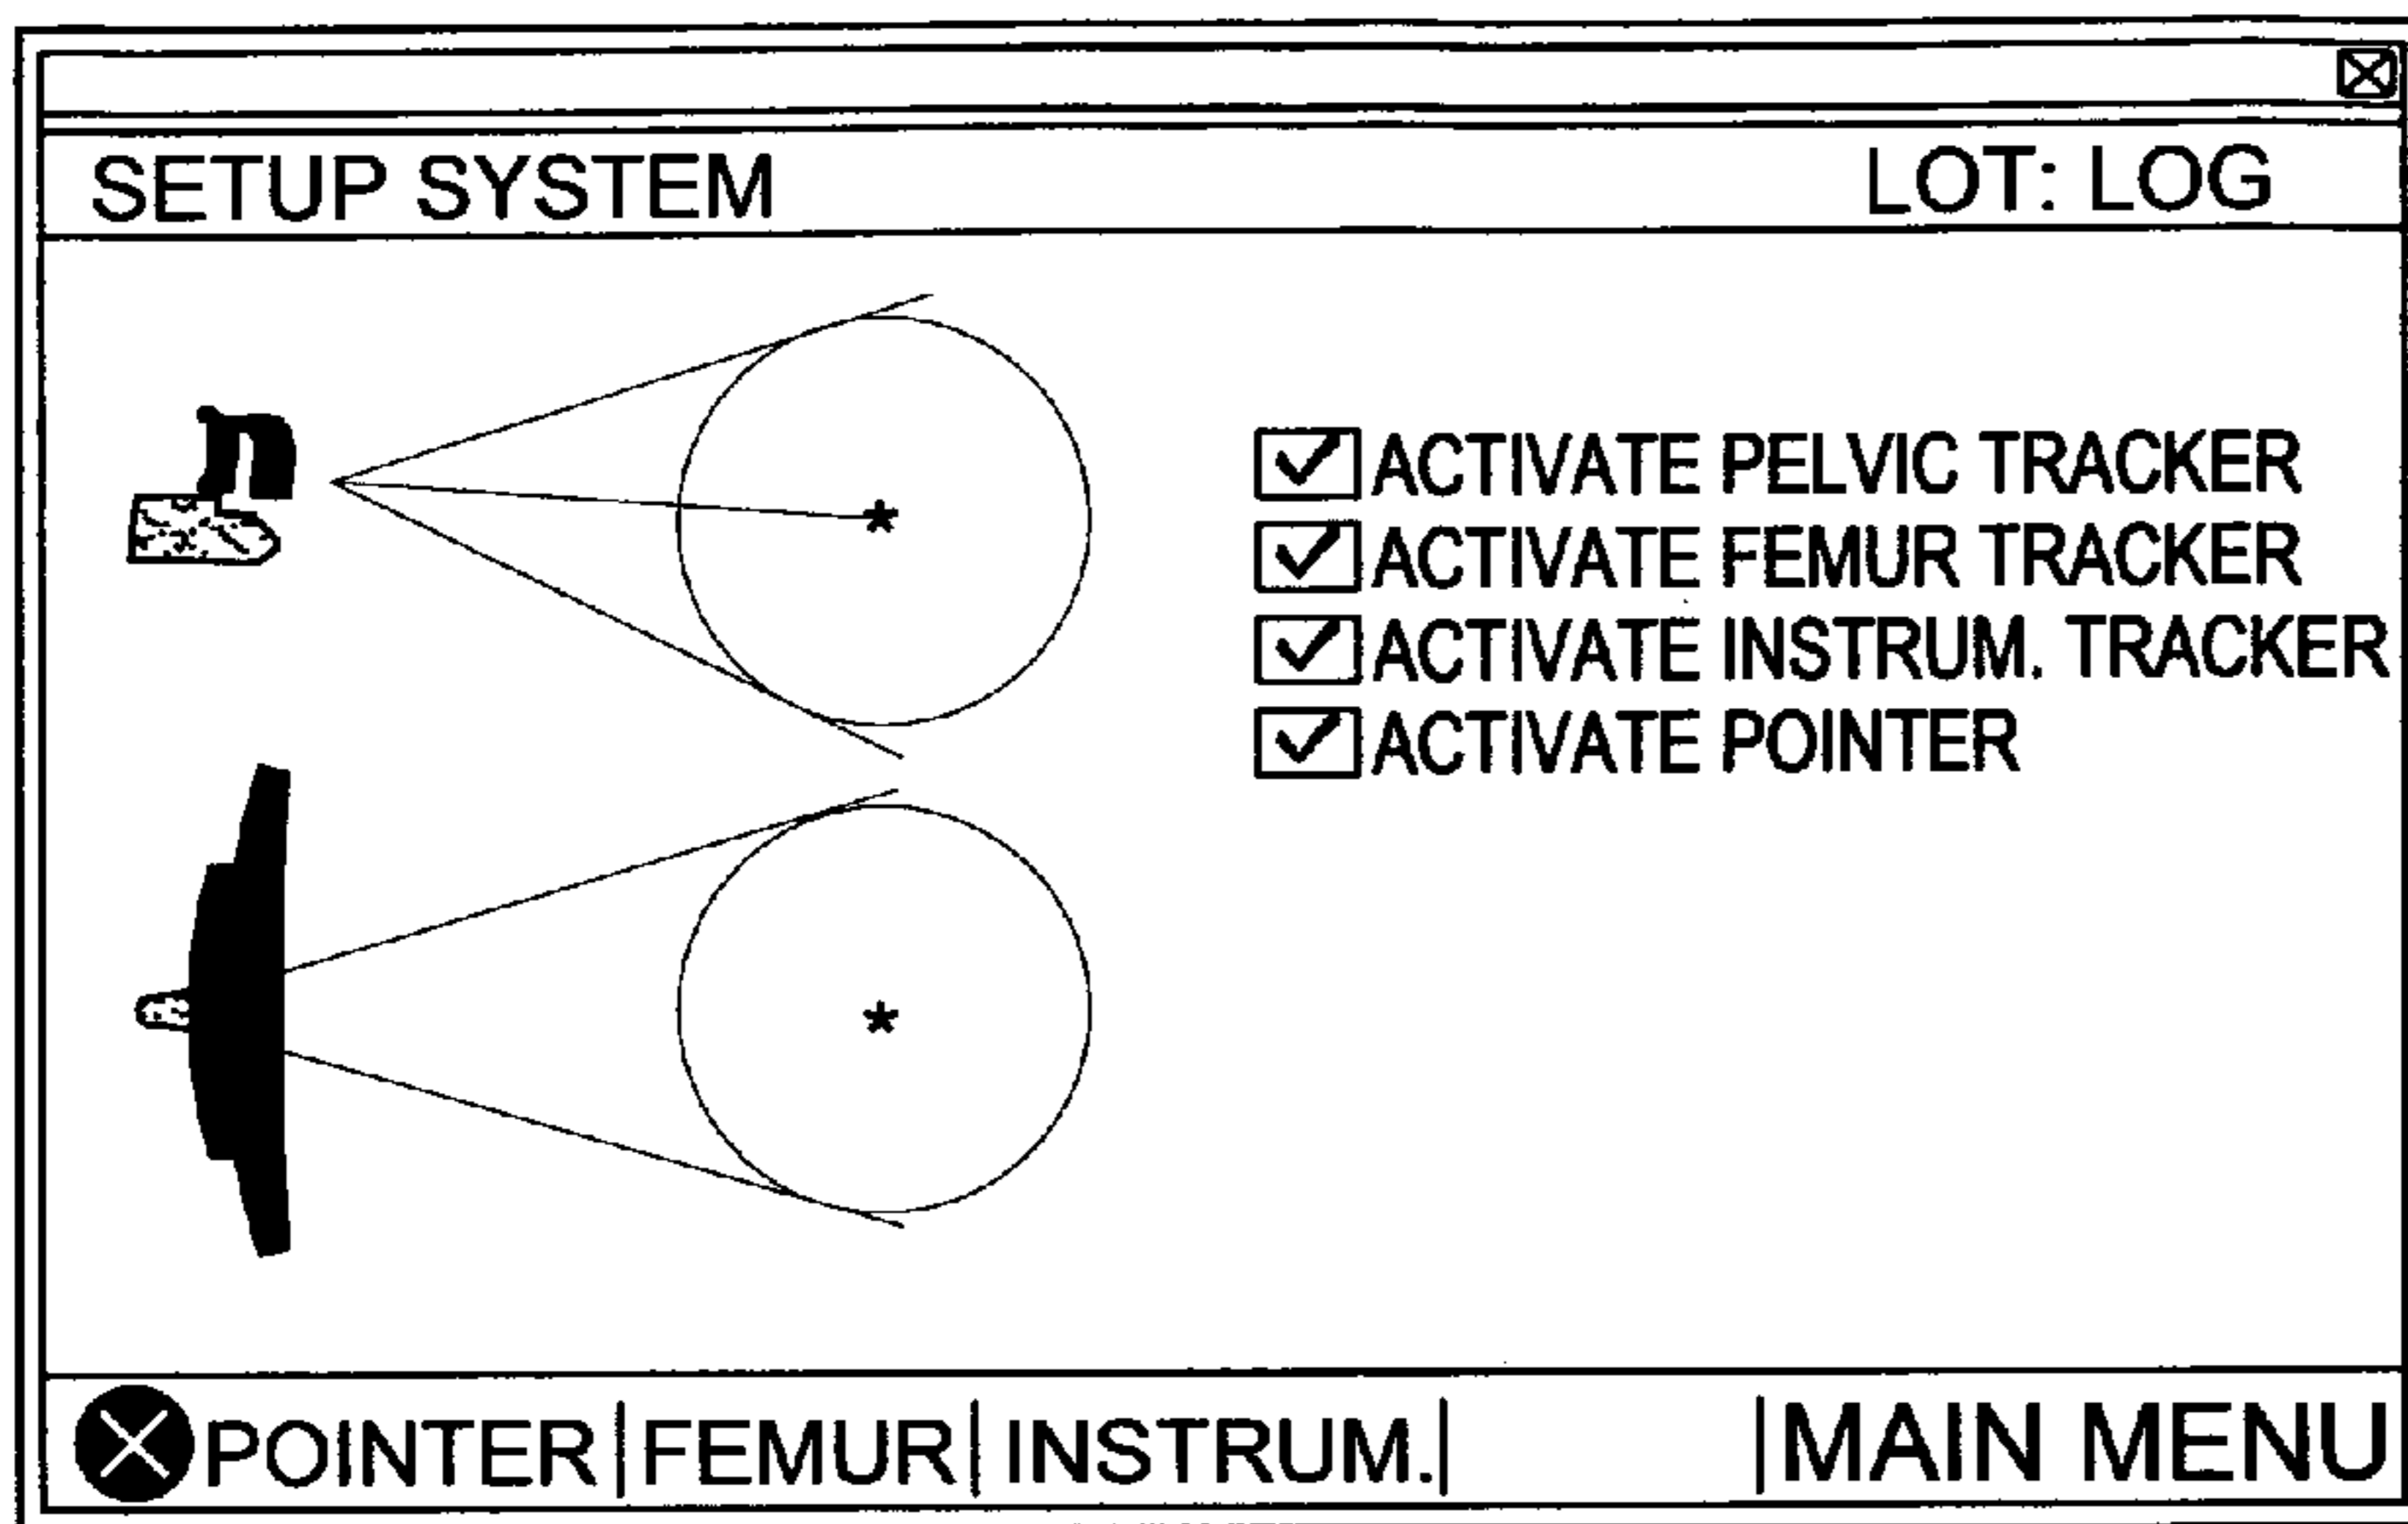 SETUP SYSTEM LOT: LOG
ACTIVATE PELVIC TRACKER
ACTIVATE FEMUR TRACKER
ACTIVATE INSTRUM. TRACKER
ACTIVATE POINTER
POINTER FEMUR INSTRUM. MAIN MENU